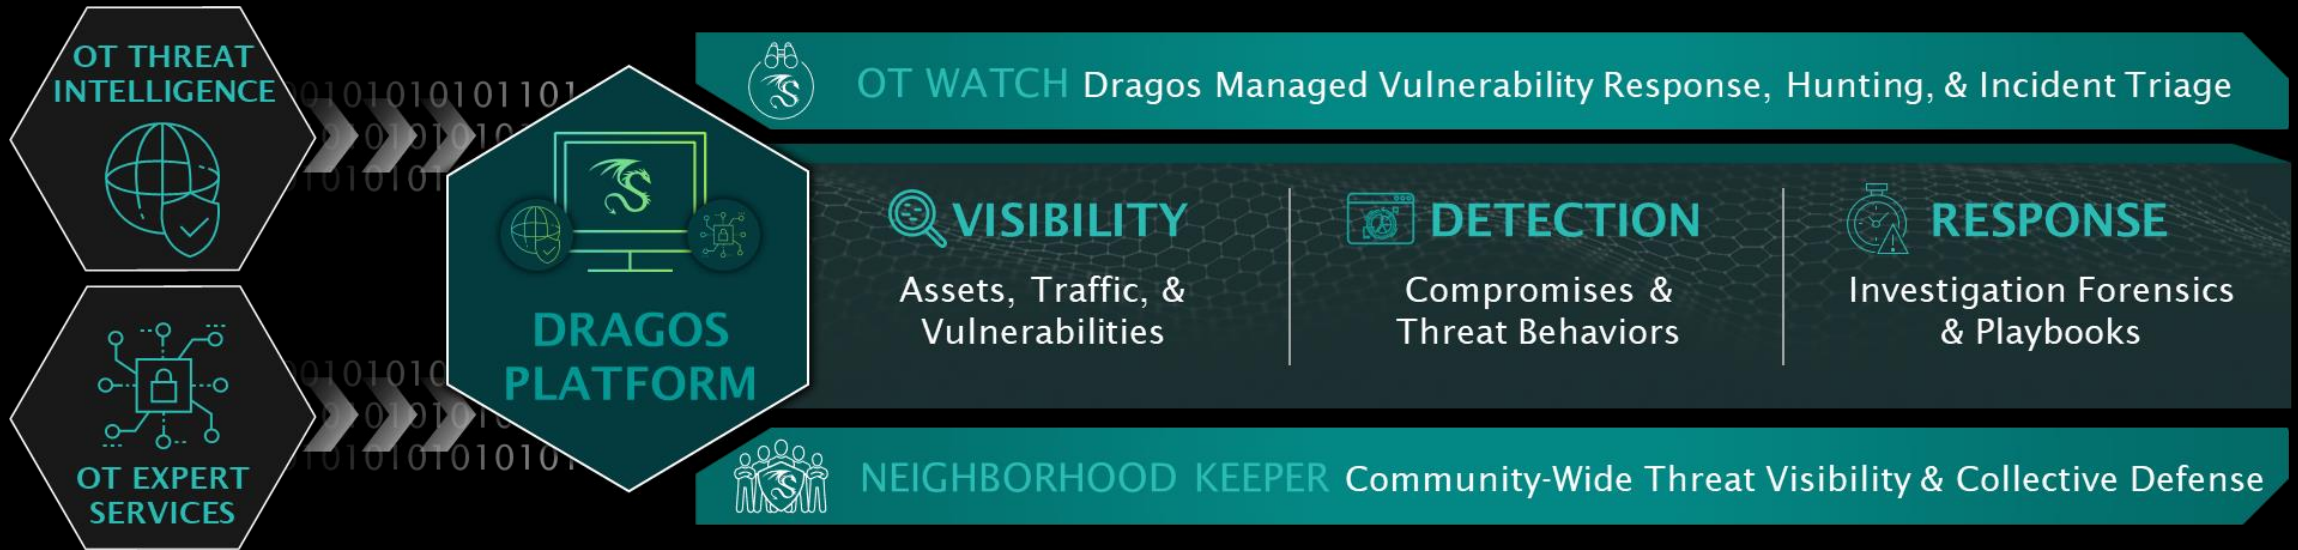 OT THREAT
INTELLIGENCE
OT EXPERT
SERVICES
DRAGOS
PLATFORM
OT WATCH Dragos Managed Vulnerability Response, Hunting, & Incident Triage
VISIBILITY
Assets, Traffic, &
Vulnerabilities
DETECTION
Compromises &
Threat Behaviors
RESPONSE
Investigation Forensics
& Playbooks
NEIGHBORHOOD KEEPER Community-Wide Threat Visibility & Collective Defense